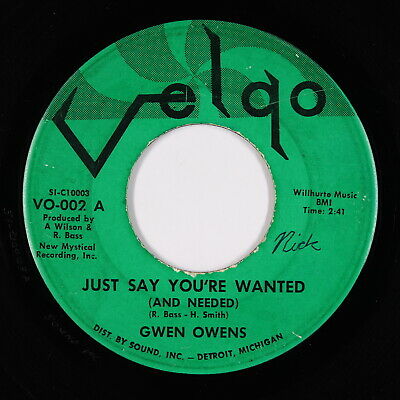 Velgo
SI-C10003
VO-002 A
Produced by
A Wilson & R. Bass
New Mystical
Recording, Inc.
Willhurte Music
BMI
Time: 2:41
Nick
JUST SAY YOU'RE WANTED
(AND NEEDED)
(R. Bass - H. Smith)
GWEN OWENS
DIST. BY SOUND, INC. - DETROIT, MICHIGAN